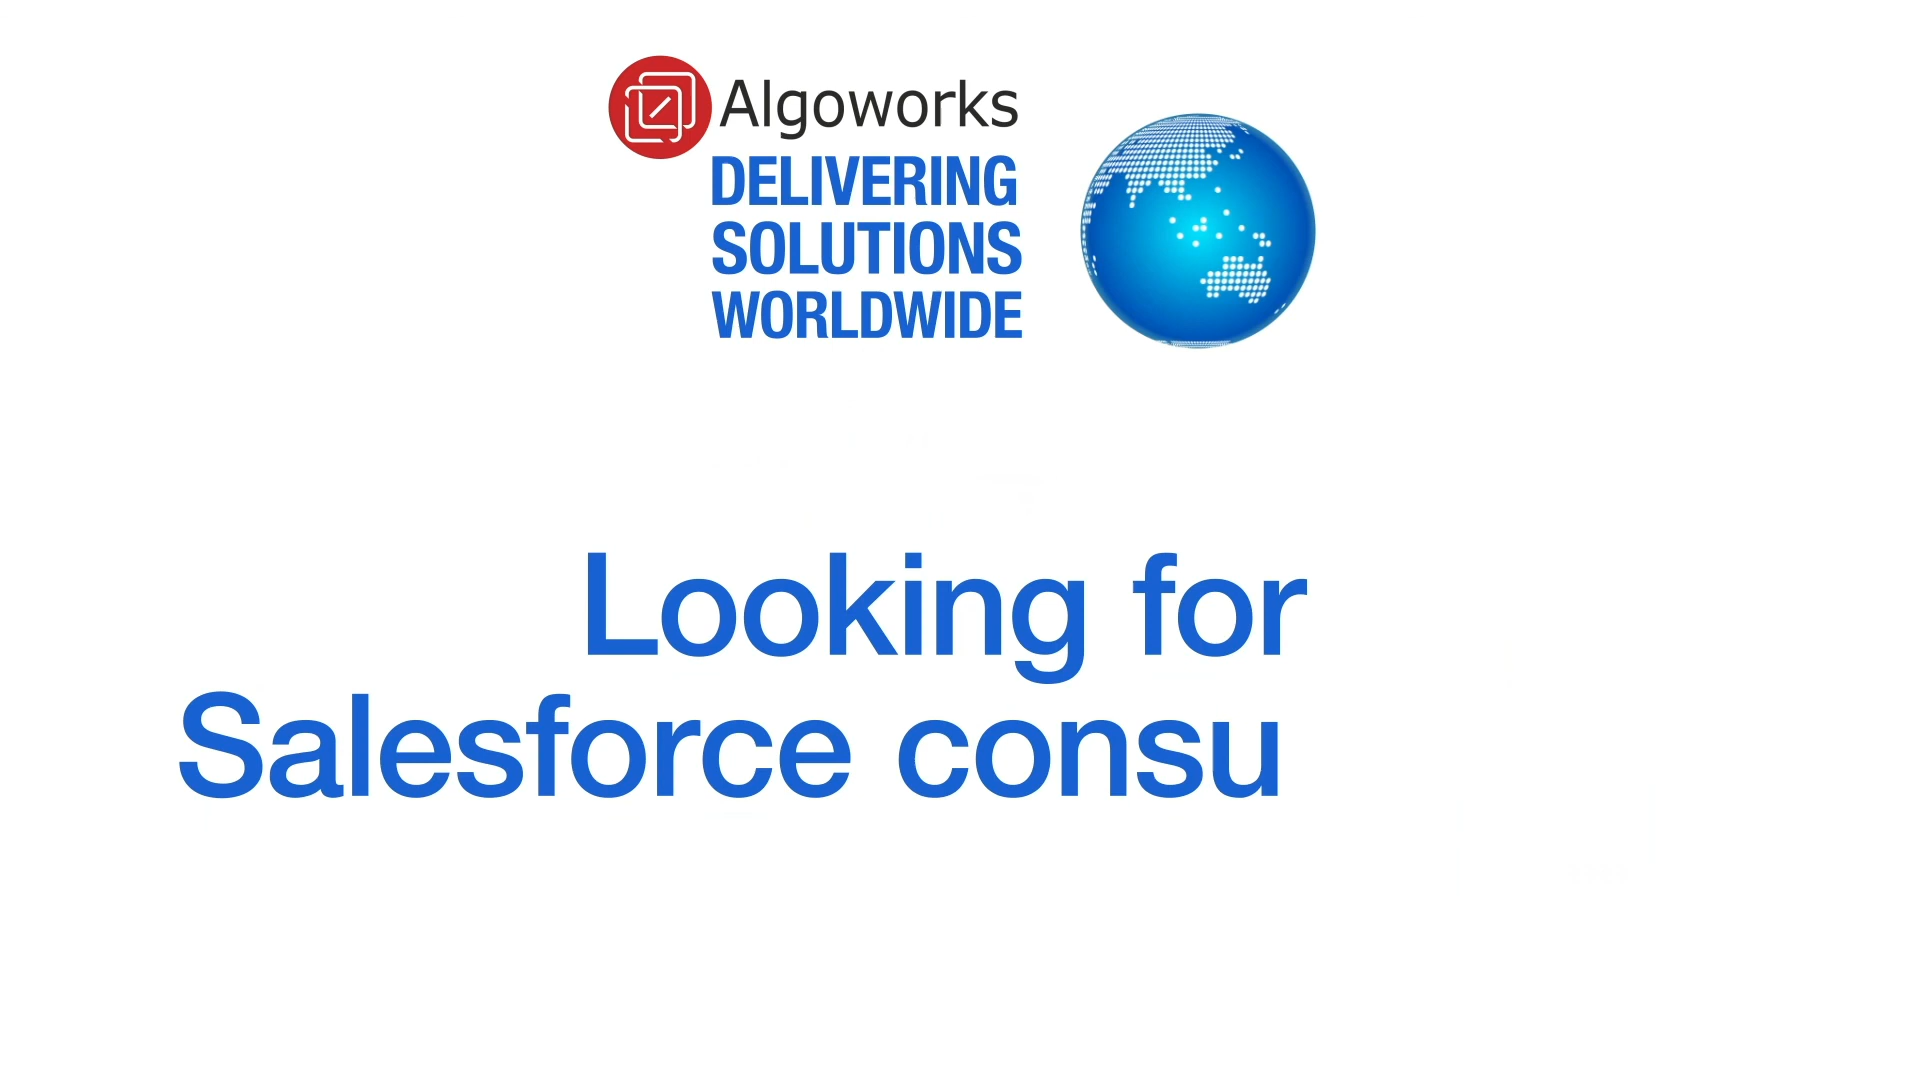 Algoworks
DELIVERING
SOLUTIONS
WORLDWIDE
Looking for
Salesforce consu